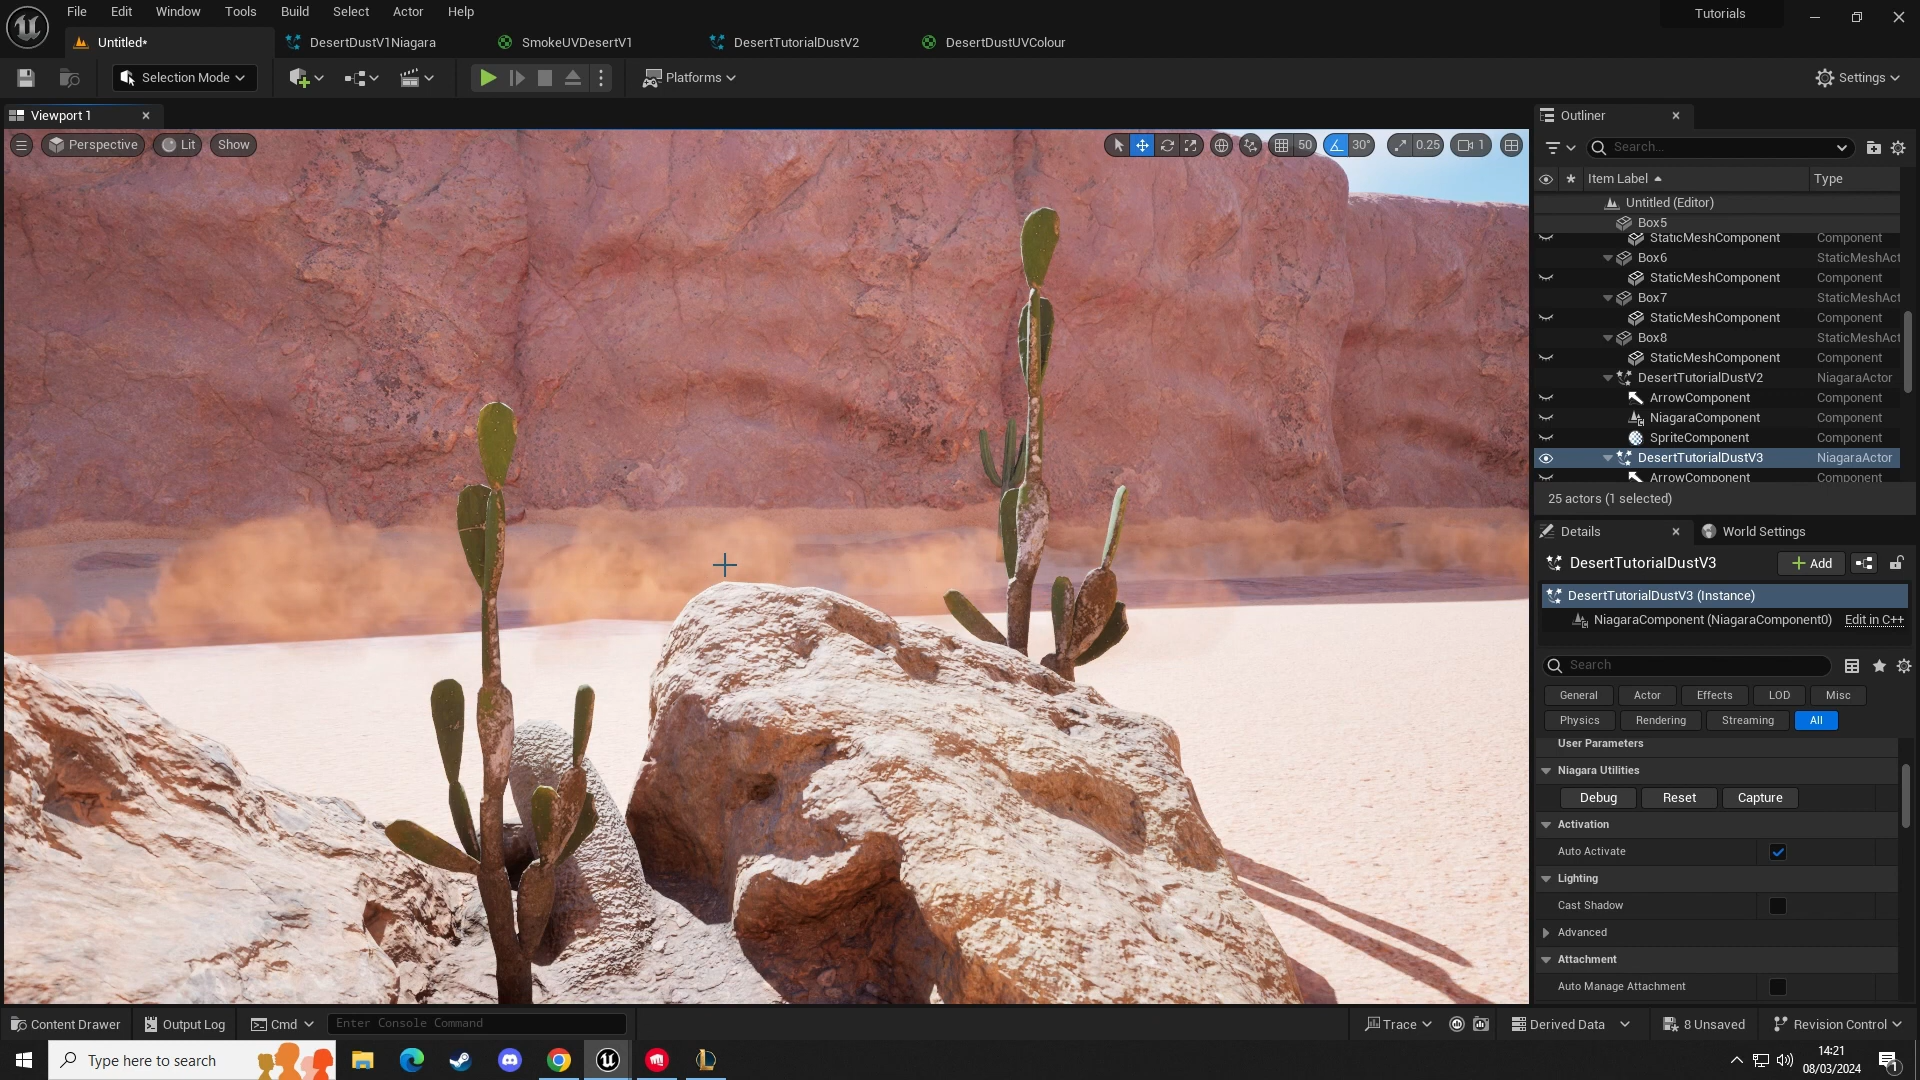 File Edit Window Tools Build Select Actor Help
Tutorials
Untitled* DesertDustV1Niagara SmokeUVDesertV1 DesertTutorialDustV2 DesertDustUVColour
Selection Mode Platforms Settings
Viewport 1
Perspective Lit Show 50 30° 0.25 1
Outliner
Search...
Item Label Type
Untitled (Editor)
Box5
StaticMeshComponent Component
Box6 StaticMeshAct
StaticMeshComponent Component
Box7 StaticMeshAct
StaticMeshComponent Component
Box8 StaticMeshAct
StaticMeshComponent Component
DesertTutorialDustV2 NiagaraActor
ArrowComponent Component
NiagaraComponent Component
SpriteComponent Component
DesertTutorialDustV3 NiagaraActor
ArrowComponent Component
25 actors (1 selected)
Details World Settings
DesertTutorialDustV3 Add
DesertTutorialDustV3 (Instance)
NiagaraComponent (NiagaraComponent0) Edit in C++
Search
General Actor Effects LOD Misc
Physics Rendering Streaming All
User Parameters
Niagara Utilities
Debug Reset Capture
Activation
Auto Activate
Lighting
Cast Shadow
Advanced
Attachment
Auto Manage Attachment
Content Drawer Output Log Cmd Enter Console Command Trace Derived Data 8 Unsaved Revision Control
Type here to search
14:21
08/03/2024
1